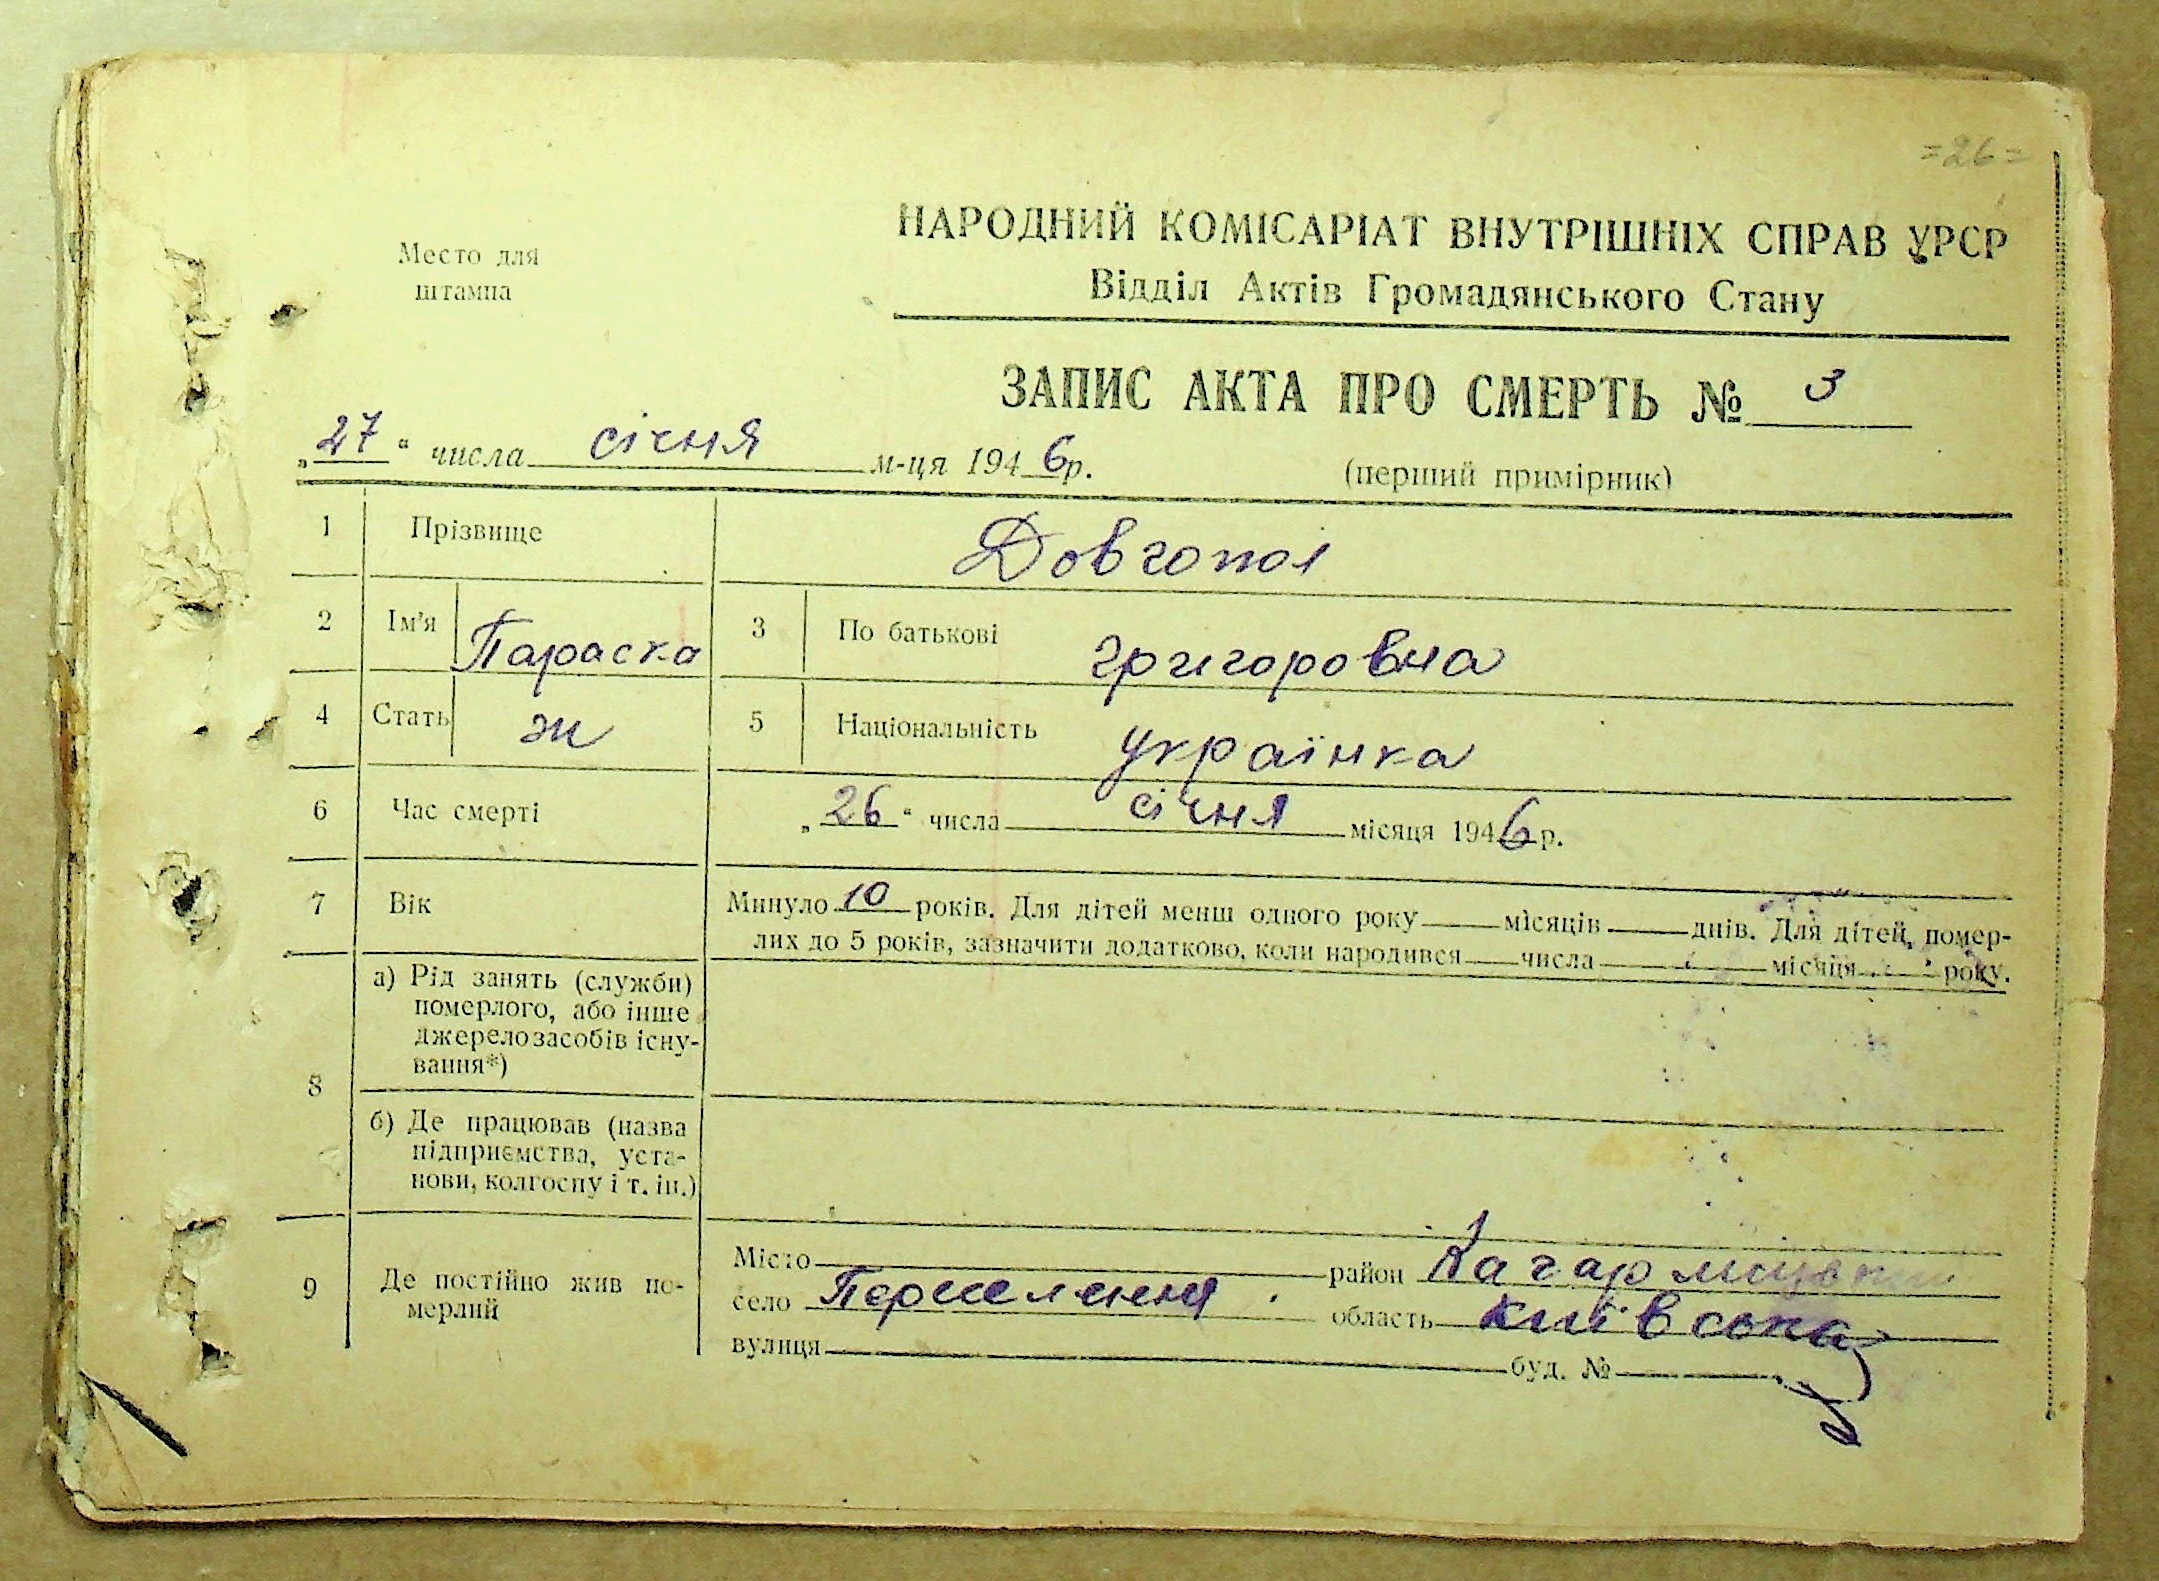 =26=
Место для
штампа
НАРОДНИЙ КОМІСАРІАТ ВНУТРІШНІХ СПРАВ УРСР
Відділ Актів Громадянського Стану
ЗАПИС АКТА ПРО СМЕРТЬ № 3
„27“ числа січня м-ця 1946р. (перший примірник)
1 Прізвище Довгопол
2 Ім'я Параска 3 По батькові Григоровна
4 Стать ж 5 Національність українка
6 Час смерті „26“ числа січня місяця 1946р.
7 Вік Минуло 10 років. Для дітей менш одного року місяців днів. Для дітей, помер-
лих до 5 років, зазначити додатково, коли народився числа місяця року.
8 а) Рід занять (служби)
померлого, або інше
джерело засобів існу-
вання*)
б) Де працював (назва
підприємства, уста-
нови, колгоспу і т. ін.)
9 Де постійно жив по-
мерлий
Місто район
село область Київська
вулиця буд. №